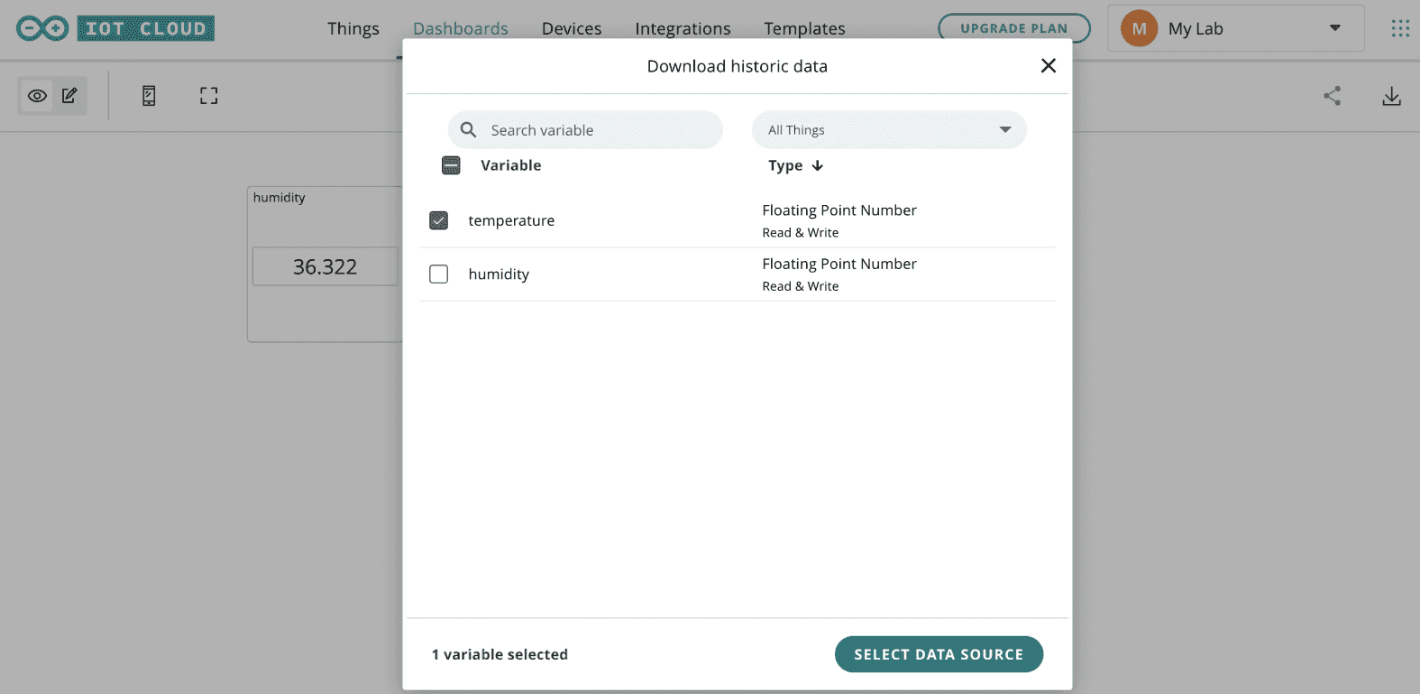 IOT CLOUD Things Dashboards Devices Integrations Templates UPGRADE PLAN M My Lab
Download historic data
Search variable All Things
Variable Type
humidity
temperature Floating Point Number
Read & Write
36.322
humidity Floating Point Number
Read & Write
1 variable selected SELECT DATA SOURCE